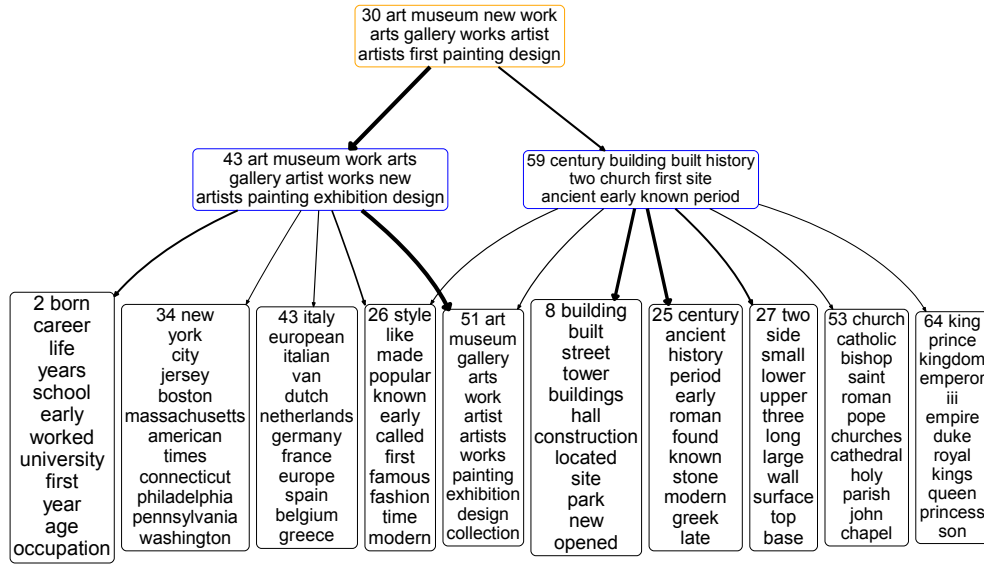 30 art museum new work
arts gallery works artist
artists first painting design
43 art museum work arts
gallery artist works new
artists painting exhibition design
59 century building built history
two church first site
ancient early known period
2 born
career
life
years
school
early
worked
university
first
year
age
occupation
34 new
york
city
jersey
boston
massachusetts
american
times
connecticut
philadelphia
pennsylvania
washington
43 italy
european
italian
van
dutch
netherlands
germany
france
europe
spain
belgium
greece
26 style
like
made
popular
known
early
called
first
famous
fashion
time
modern
51 art
museum
gallery
arts
work
artist
artists
works
painting
exhibition
design
collection
8 building
built
street
tower
buildings
hall
construction
located
site
park
new
opened
25 century
ancient
history
period
early
roman
found
known
stone
modern
greek
late
27 two
side
small
lower
upper
three
long
large
wall
surface
top
base
53 church
catholic
bishop
saint
roman
pope
churches
cathedral
holy
parish
john
chapel
64 king
prince
kingdom
emperor
iii
empire
duke
royal
kings
queen
princess
son